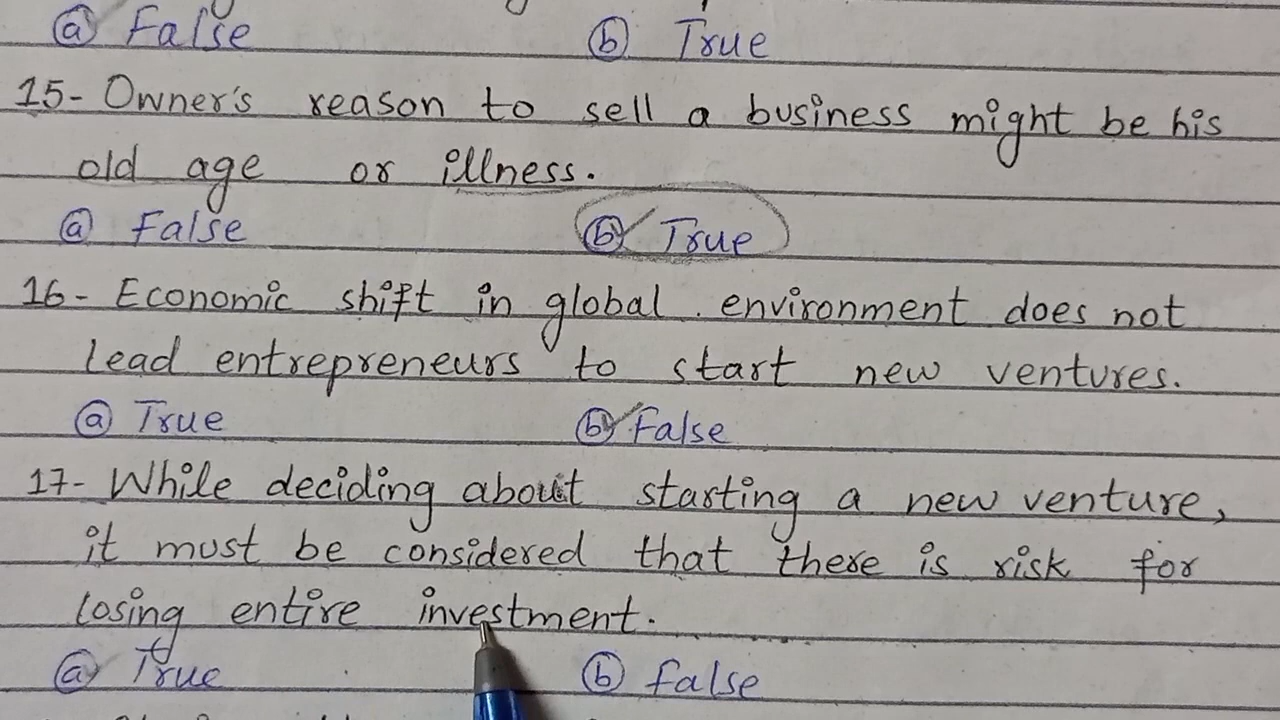 ⓐ False ⓑ True
15- Owner's reason to sell a business might be his
old age or illness.
ⓐ False ⓑ True
16- Economic shift in global environment does not
lead entrepreneurs to start new ventures.
ⓐ True ⓑ False
17- While deciding about starting a new venture,
it must be considered that there is risk for
losing entire investment.
ⓐ True ⓑ False